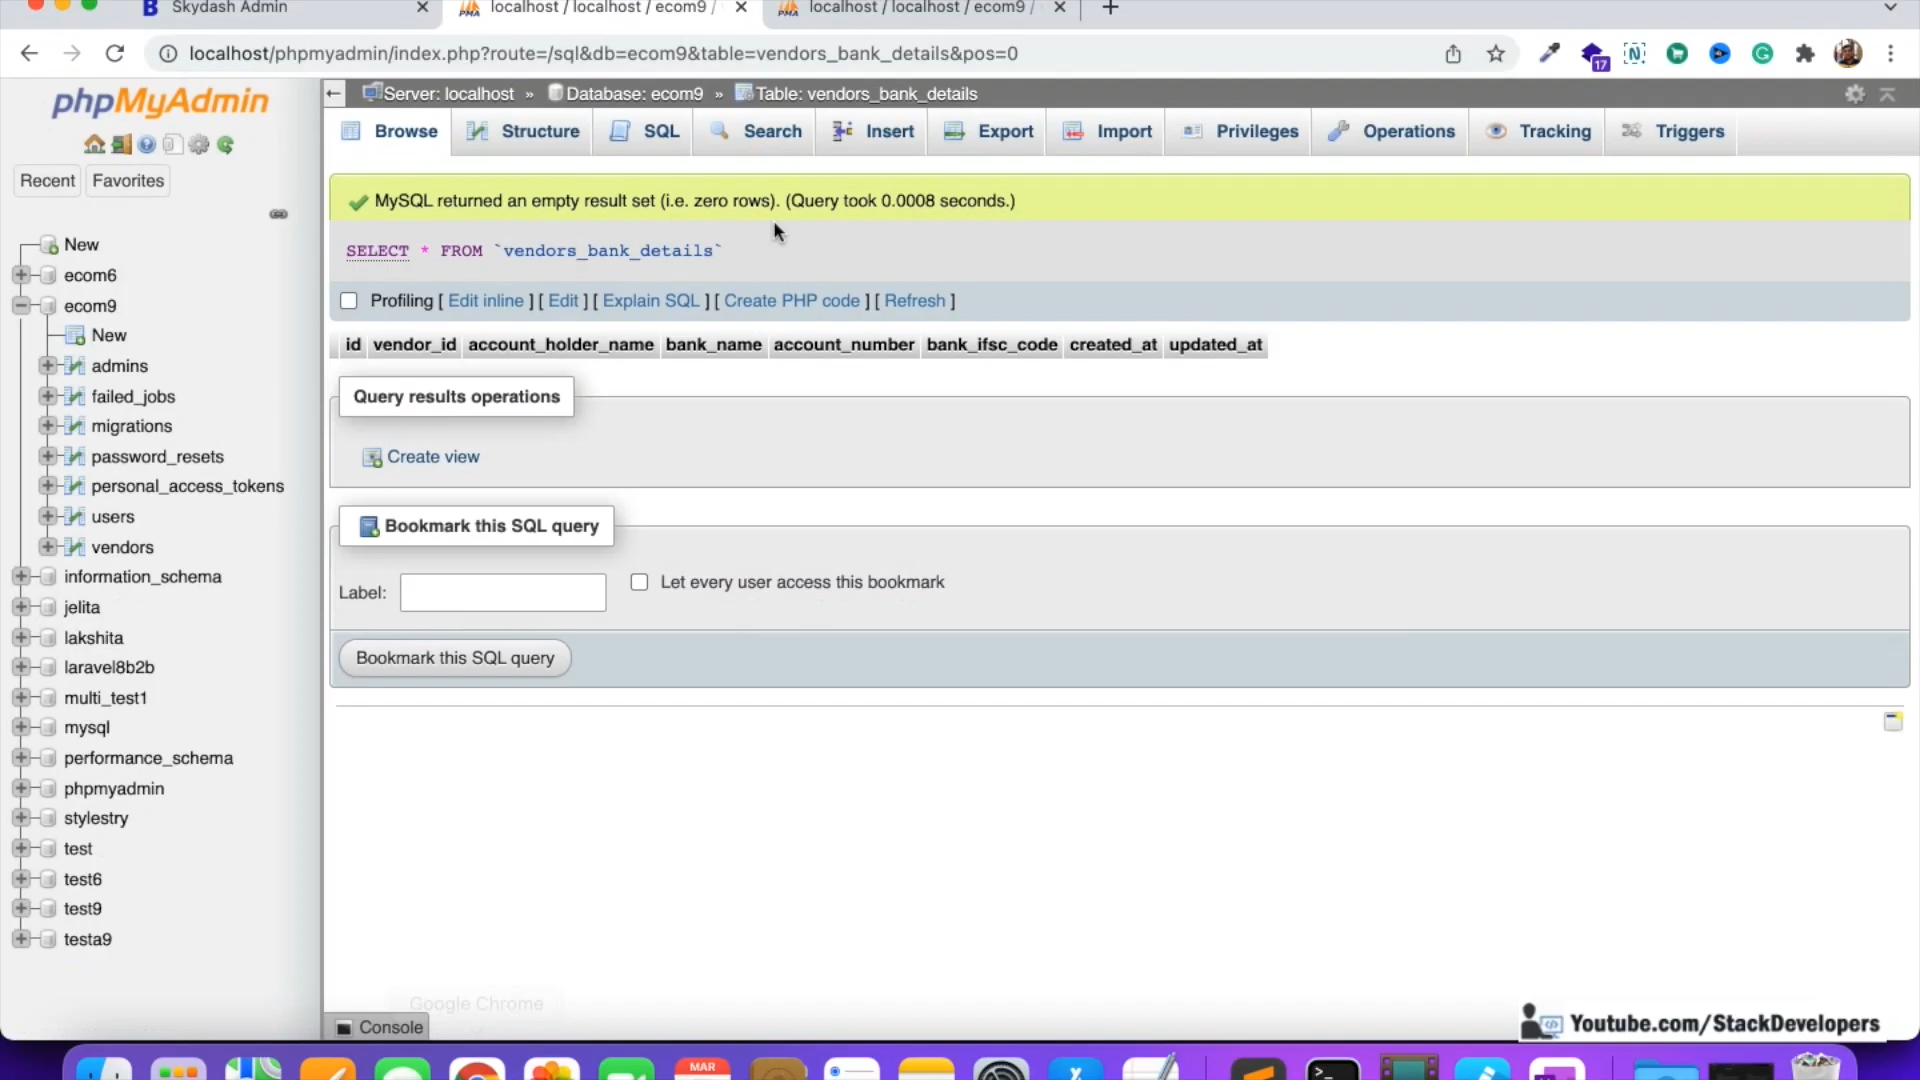 Skydash Admin
localhost / localhost / ecom9 /
localhost / localhost / ecom9 /
localhost/phpmyadmin/index.php?route=/sql&db=ecom9&table=vendors_bank_details&pos=0
17
phpMyAdmin
Recent
Favorites
New
ecom6
ecom9
New
admins
failed_jobs
migrations
password_resets
personal_access_tokens
users
vendors
information_schema
jelita
lakshita
laravel8b2b
multi_test1
mysql
performance_schema
phpmyadmin
stylestry
test
test6
test9
testa9
Server: localhost » Database: ecom9 » Table: vendors_bank_details
Browse Structure SQL Search Insert Export Import Privileges Operations Tracking Triggers
MySQL returned an empty result set (i.e. zero rows). (Query took 0.0008 seconds.)
SELECT * FROM `vendors_bank_details`
Profiling [ Edit inline ] [ Edit ] [ Explain SQL ] [ Create PHP code ] [ Refresh ]
id vendor_id account_holder_name bank_name account_number bank_ifsc_code created_at updated_at
Query results operations
Create view
Bookmark this SQL query
Label:
Let every user access this bookmark
Bookmark this SQL query
Google Chrome
Console
Youtube.com/StackDevelopers
MAR